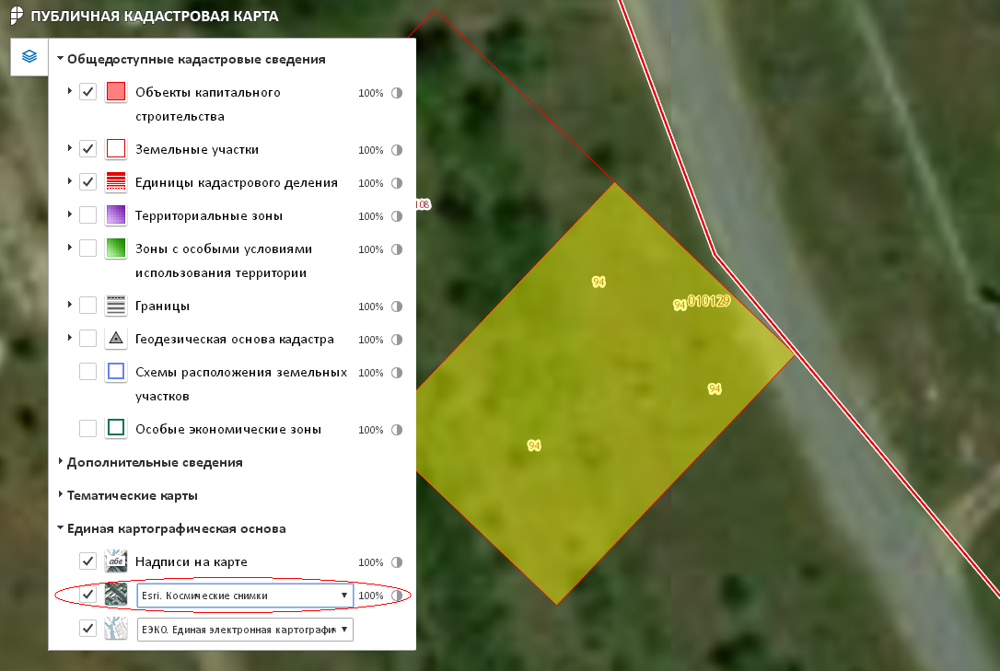 ПУБЛИЧНАЯ КАДАСТРОВАЯ КАРТА
Общедоступные кадастровые сведения
Объекты капитального 100%
строительства
Земельные участки 100%
Единицы кадастрового деления 100%
Территориальные зоны 100%
Зоны с особыми условиями 100%
использования территории
Границы 100%
Геодезическая основа кадастра 100%
Схемы расположения земельных 100%
участков
Особые экономические зоны 100%
Дополнительные сведения
Тематические карты
Единая картографическая основа
абв Надписи на карте 100%
Esri. Космические снимки 100%
ЕЭКО. Единая электронная картографи
108
94
94 010129
94
94